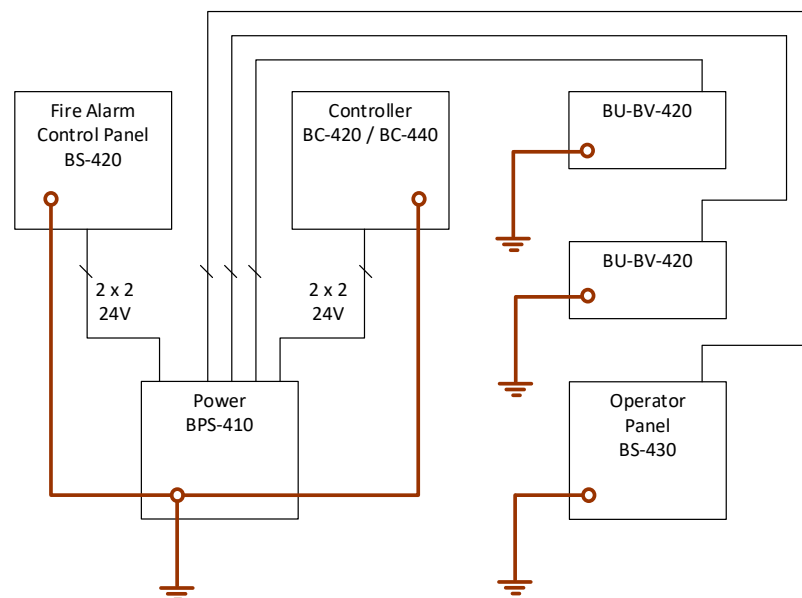 Fire Alarm
Control Panel
BS-420
Controller
BC-420 / BC-440
BU-BV-420
BU-BV-420
2 x 2
24V
2 x 2
24V
Power
BPS-410
Operator
Panel
BS-430